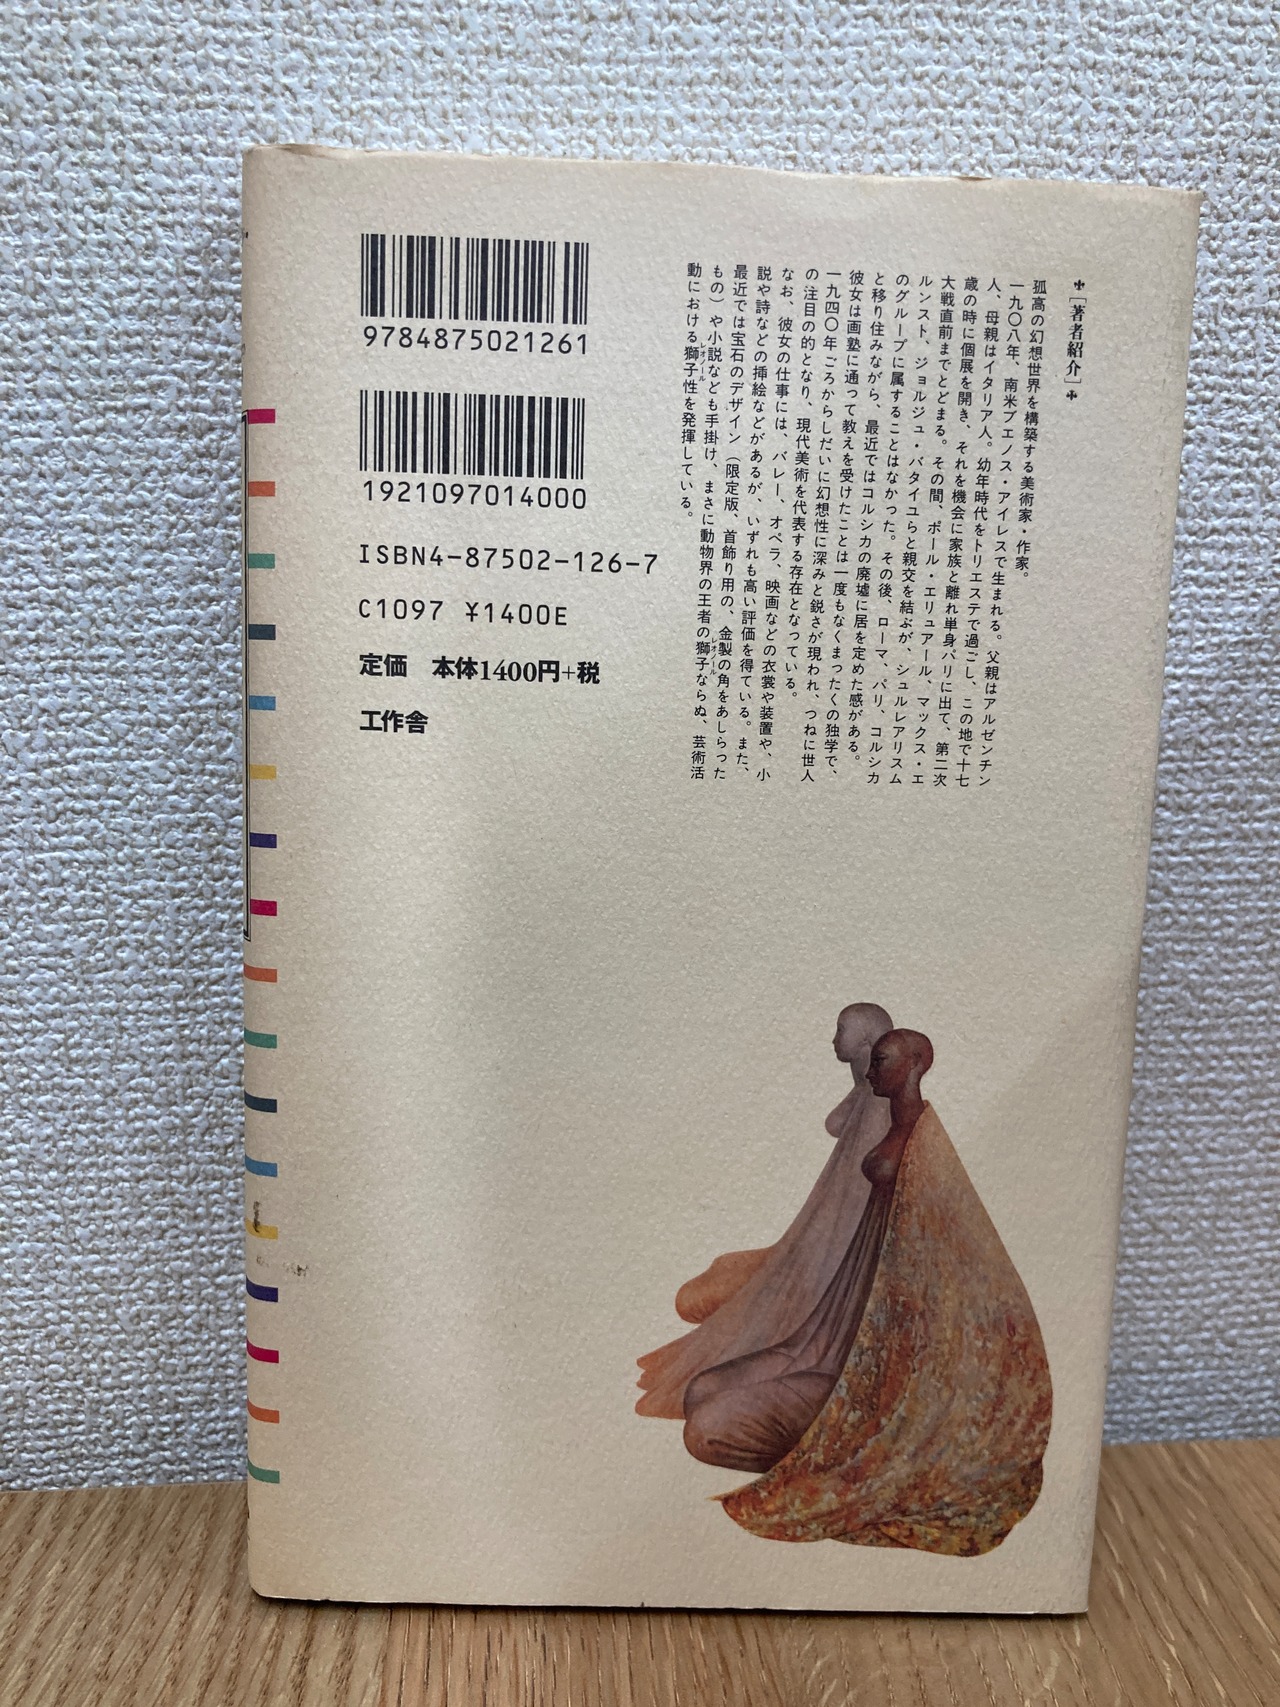 9784875021261
1921097014000
ISBN4-87502-126-7
C1097 ¥1400E
定価 本体1400円+税
工作舎
[著者紹介]
孤高の幻想世界を構築する美術家・作家。
一九〇八年、南米ブエノス・アイレスで生まれる。父親はアルゼンチン
人、母親はイタリア人。幼年時代をトリエステで過ごし、この地で十七
歳の時に個展を開き、それを機会に家族と離れ単身パリに出て、第二次
大戦直前までとどまる。その間、ポール・エリュアール、マックス・エ
ルンスト、ジョルジュ・バタイユらと親交を結ぶが、シュルレアリスム
のグループに属することはなかった。その後、ローマ、パリ、コルシカ
と移り住みながら、最近ではコルシカの廃墟に居を定めた感がある。
彼女は画塾に通って教えを受けたことは一度もなくまったくの独学で、
一九四〇年ごろからしだいに幻想性に深みと鋭さが現われ、つねに世人
の注目の的となり、現代美術を代表する存在となっている。
なお、彼女の仕事には、バレー、オペラ、映画などの衣裳や装置や、小
説や詩などの挿絵などがあるが、いずれも高い評価を得ている。また、
最近では宝石のデザイン（限定版、首飾り用の、金製の角をあしらった
もの）や小説なども手掛け、まさに動物界の王者の獅子レオノールならぬ、芸術活
動における獅子レオノール性を発揮している。